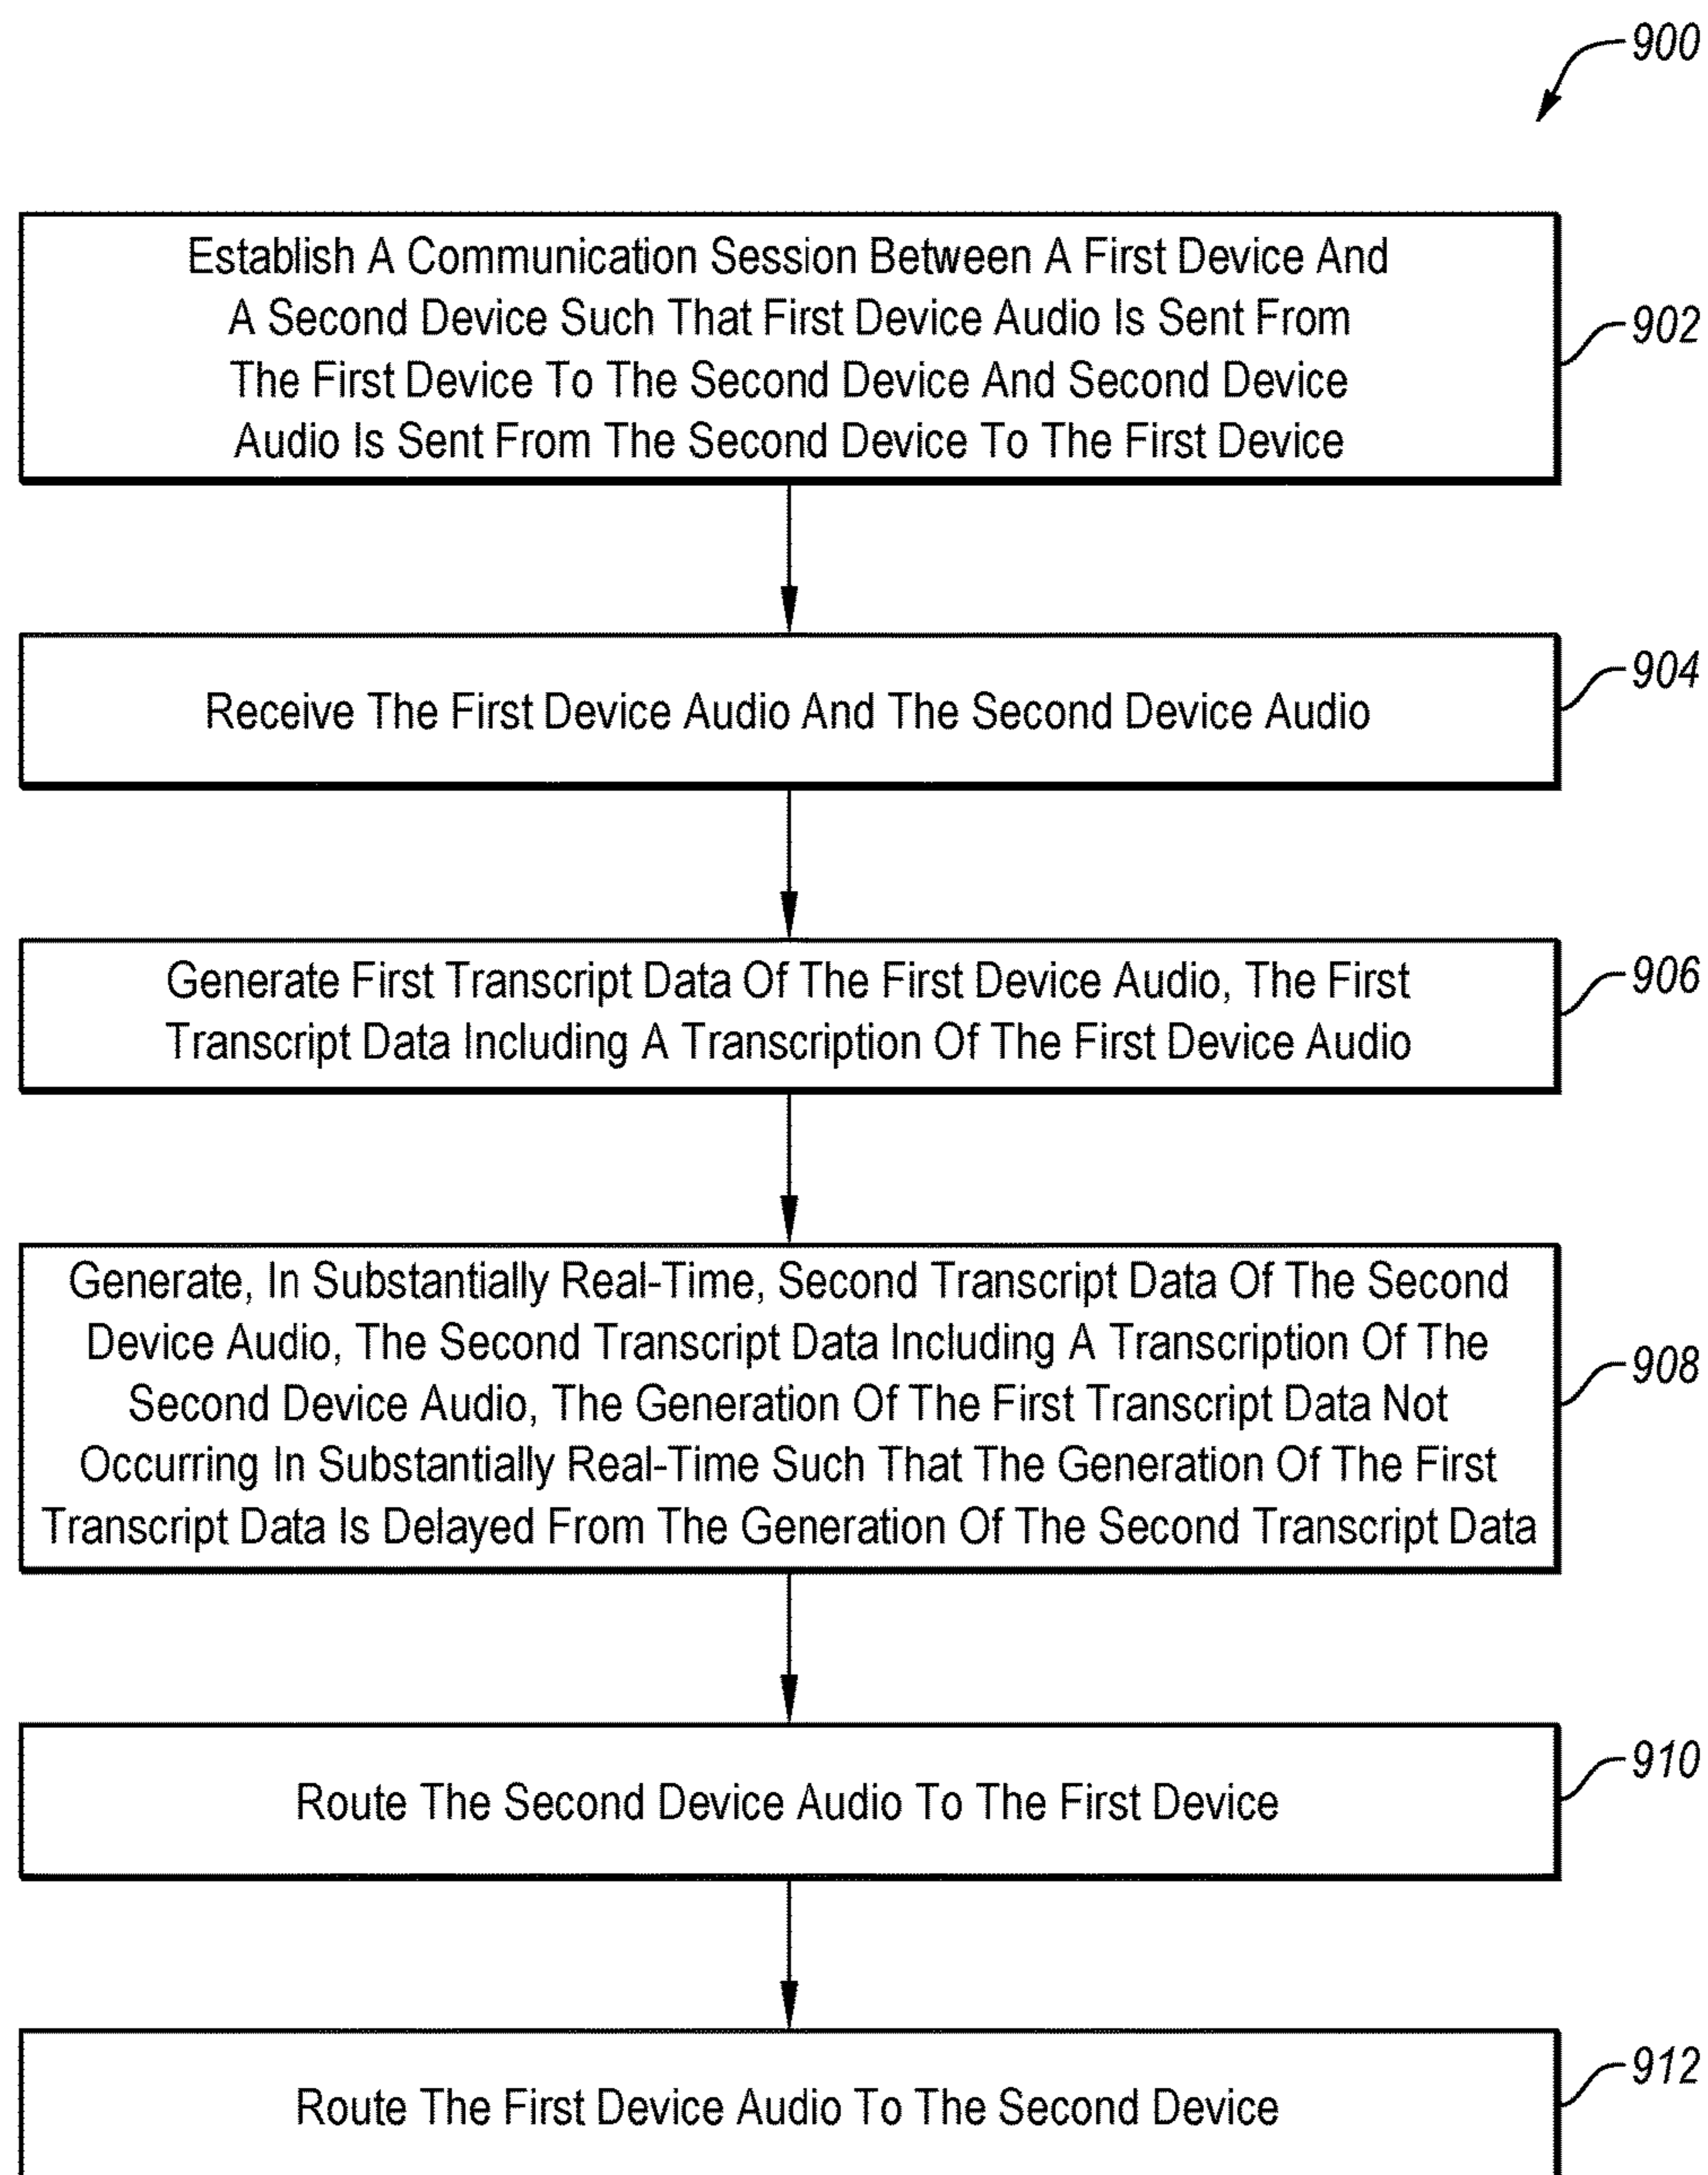 900
Establish A Communication Session Between A First Device And
A Second Device Such That First Device Audio Is Sent From
The First Device To The Second Device And Second Device
Audio Is Sent From The Second Device To The First Device
902
Receive The First Device Audio And The Second Device Audio
904
Generate First Transcript Data Of The First Device Audio, The First
Transcript Data Including A Transcription Of The First Device Audio
906
Generate, In Substantially Real-Time, Second Transcript Data Of The Second
Device Audio, The Second Transcript Data Including A Transcription Of The
Second Device Audio, The Generation Of The First Transcript Data Not
Occurring In Substantially Real-Time Such That The Generation Of The First
Transcript Data Is Delayed From The Generation Of The Second Transcript Data
908
Route The Second Device Audio To The First Device
910
Route The First Device Audio To The Second Device
912